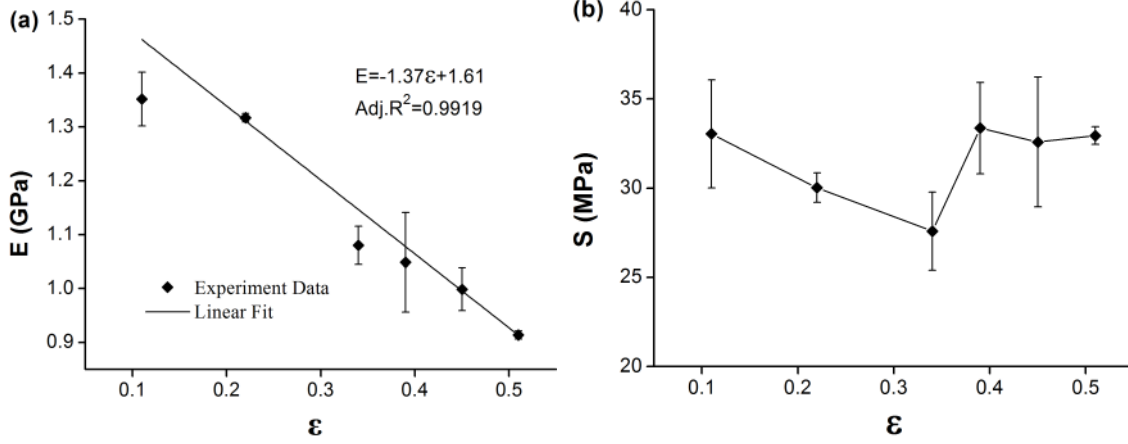 (a)
1.5
1.4
1.3
1.2
1.1
1.0
0.9
E (GPa)
E=-1.37ε+1.61
Adj.R²=0.9919
Experiment Data
Linear Fit
0.1 0.2 0.3 0.4 0.5
ε
(b)
40
35
30
25
20
S (MPa)
0.1 0.2 0.3 0.4 0.5
ε